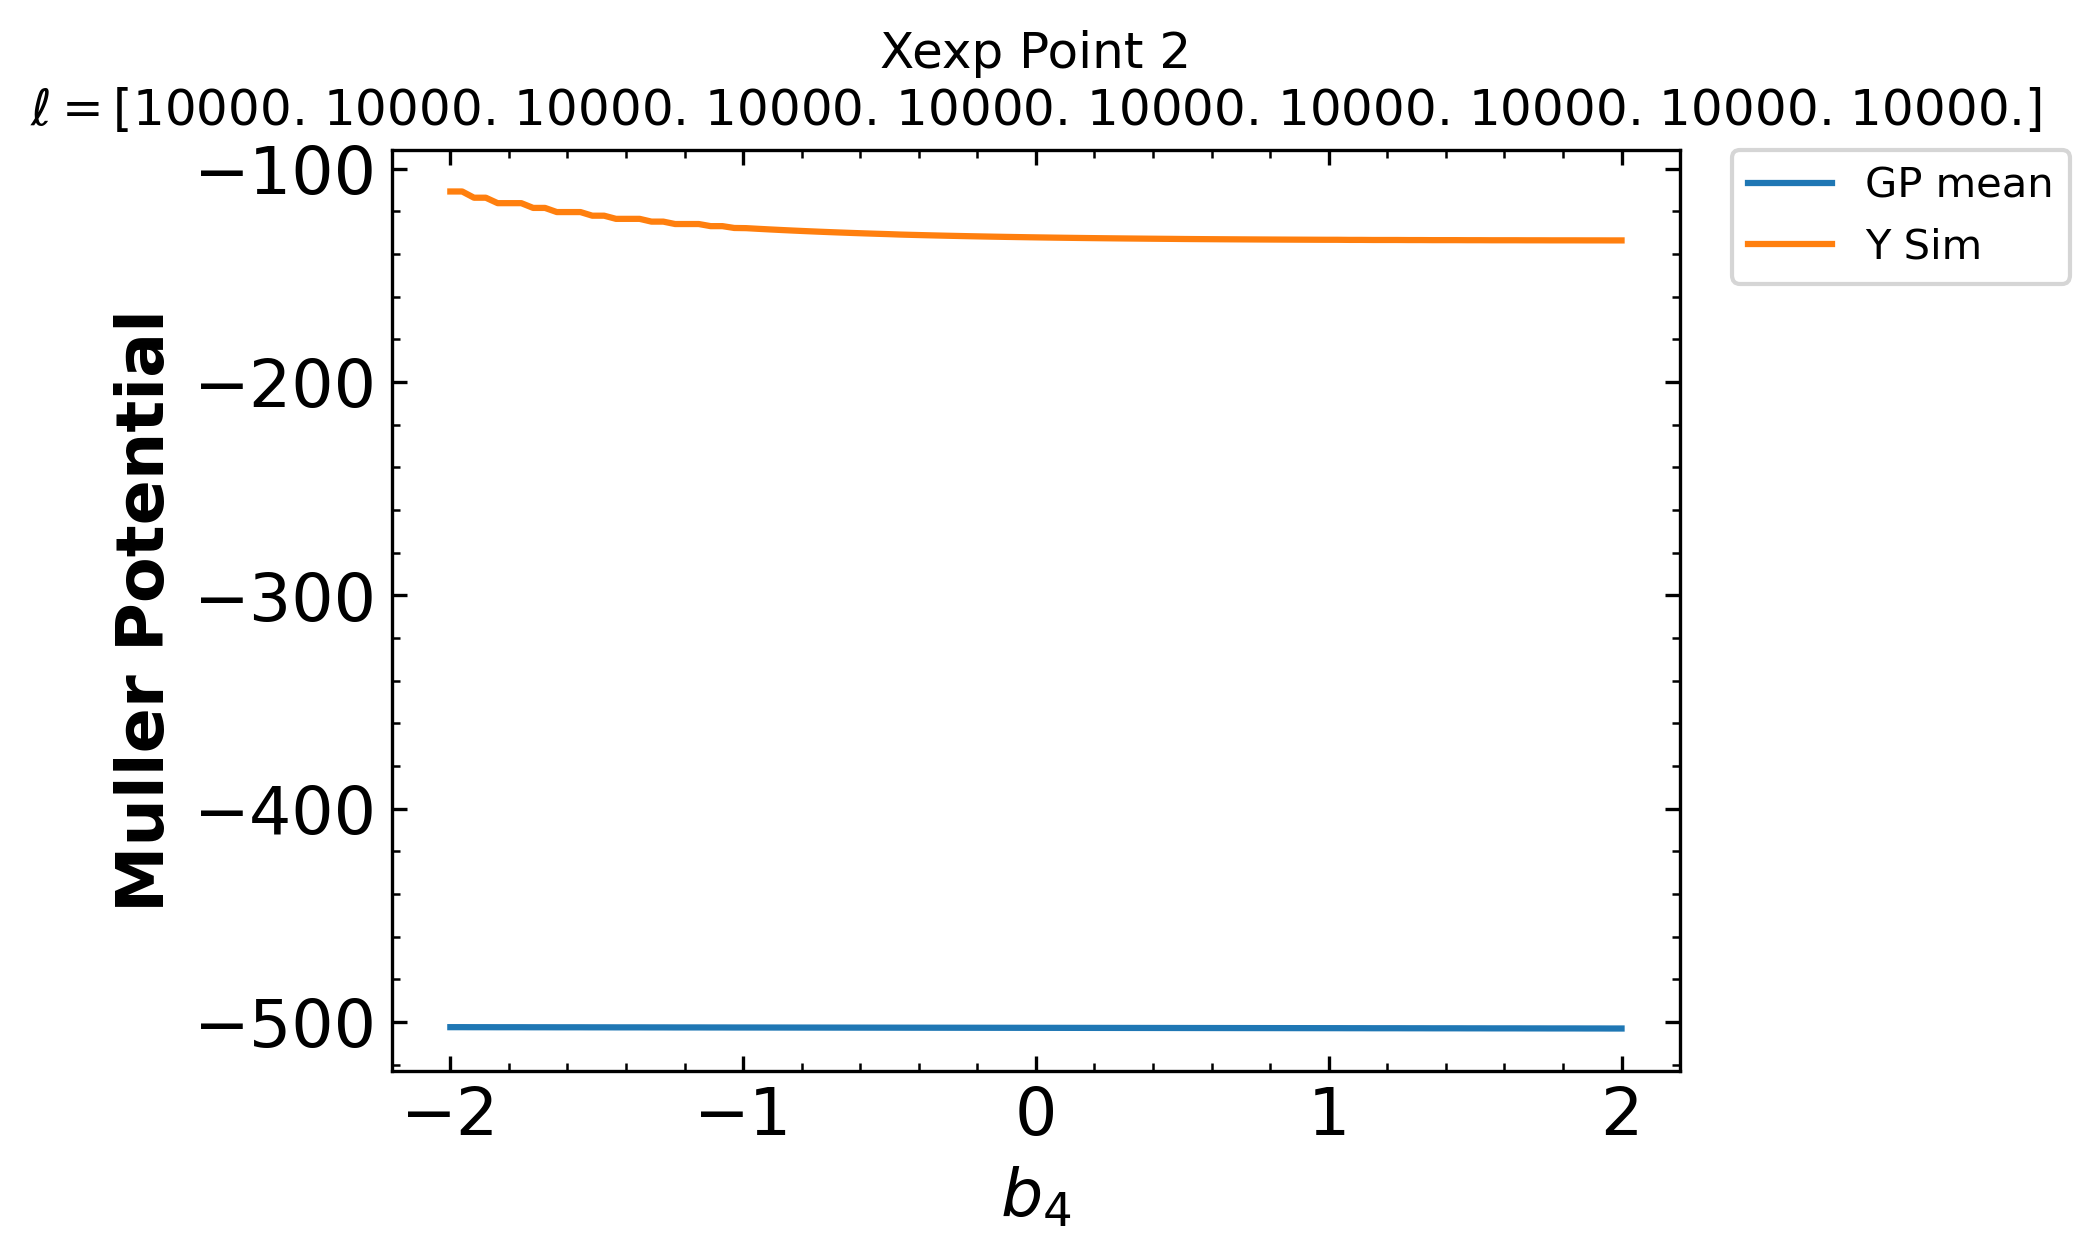 Xexp Point 2
ℓ = [10000. 10000. 10000. 10000. 10000. 10000. 10000. 10000. 10000. 10000.]
GP mean
Y Sim
Muller Potential
−100
−200
−300
−400
−500
−2 −1 0 1 2
b₄